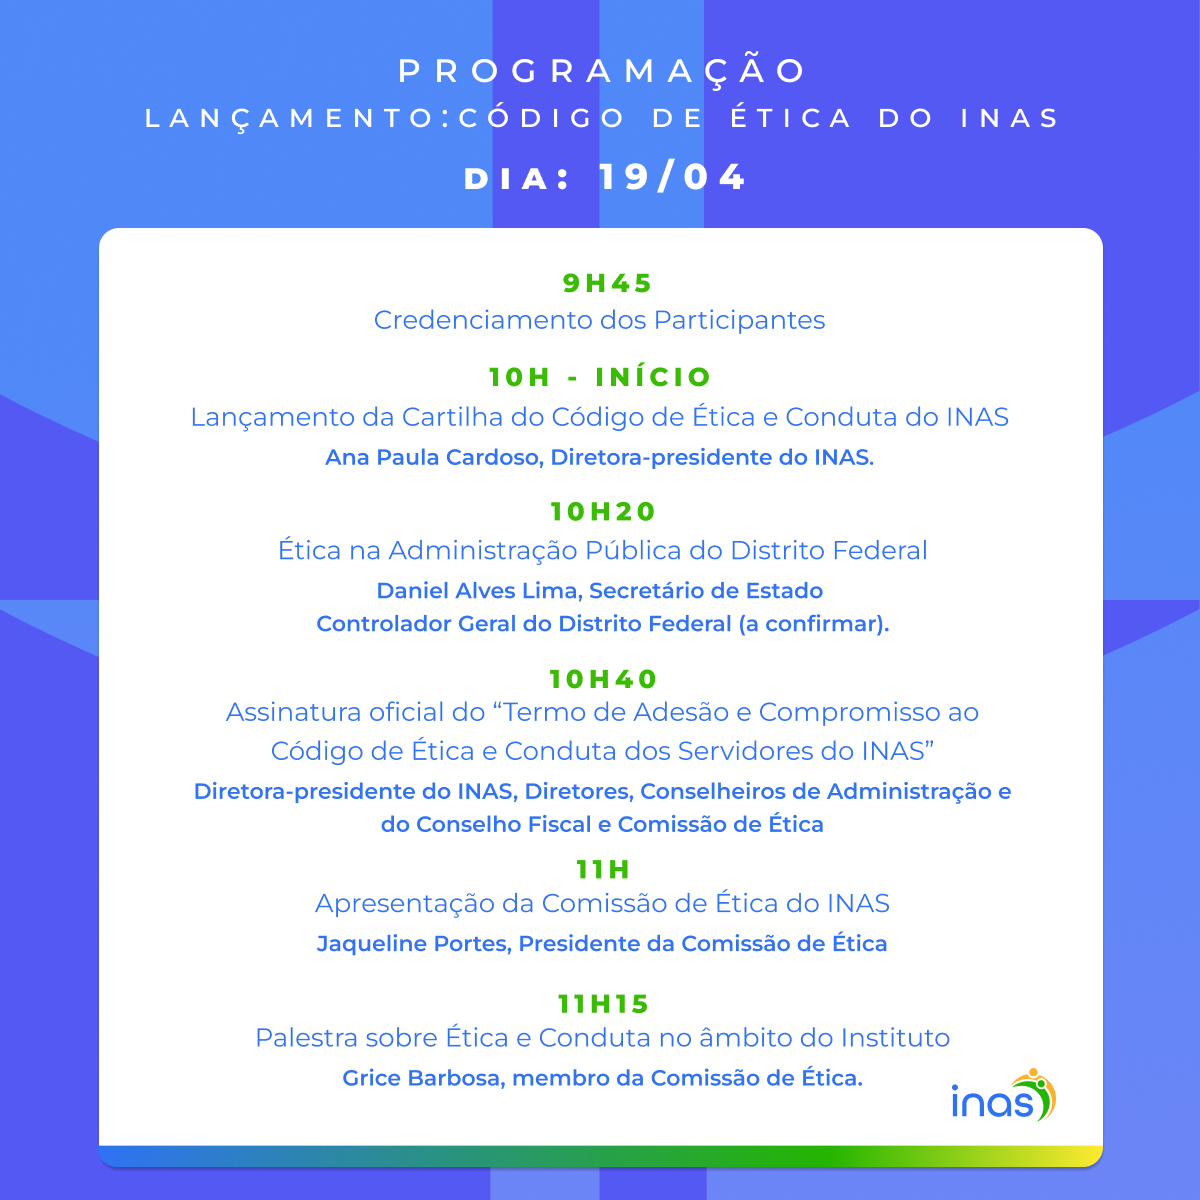 PROGRAMAÇÃO
LANÇAMENTO:CÓDIGO DE ÉTICA DO INAS
DIA: 19/04
9H45
Credenciamento dos Participantes
10H - INÍCIO
Lançamento da Cartilha do Código de Ética e Conduta do INAS
Ana Paula Cardoso, Diretora-presidente do INAS.
10H20
Ética na Administração Pública do Distrito Federal
Daniel Alves Lima, Secretário de Estado
Controlador Geral do Distrito Federal (a confirmar).
10H40
Assinatura oficial do “Termo de Adesão e Compromisso ao
Código de Ética e Conduta dos Servidores do INAS”
Diretora-presidente do INAS, Diretores, Conselheiros de Administração e
do Conselho Fiscal e Comissão de Ética
11H
Apresentação da Comissão de Ética do INAS
Jaqueline Portes, Presidente da Comissão de Ética
11H15
Palestra sobre Ética e Conduta no âmbito do Instituto
Grice Barbosa, membro da Comissão de Ética.
inas